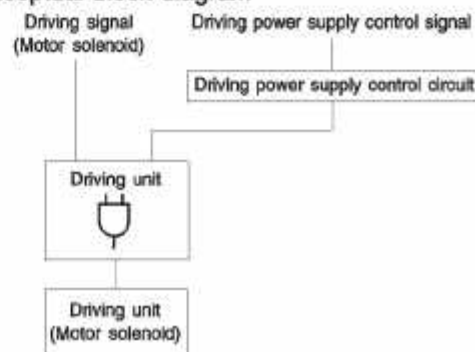 Driving signal
(Motor solenoid)
Driving power supply control signal
Driving power supply control circuit
Driving unit
Driving unit
(Motor solenoid)